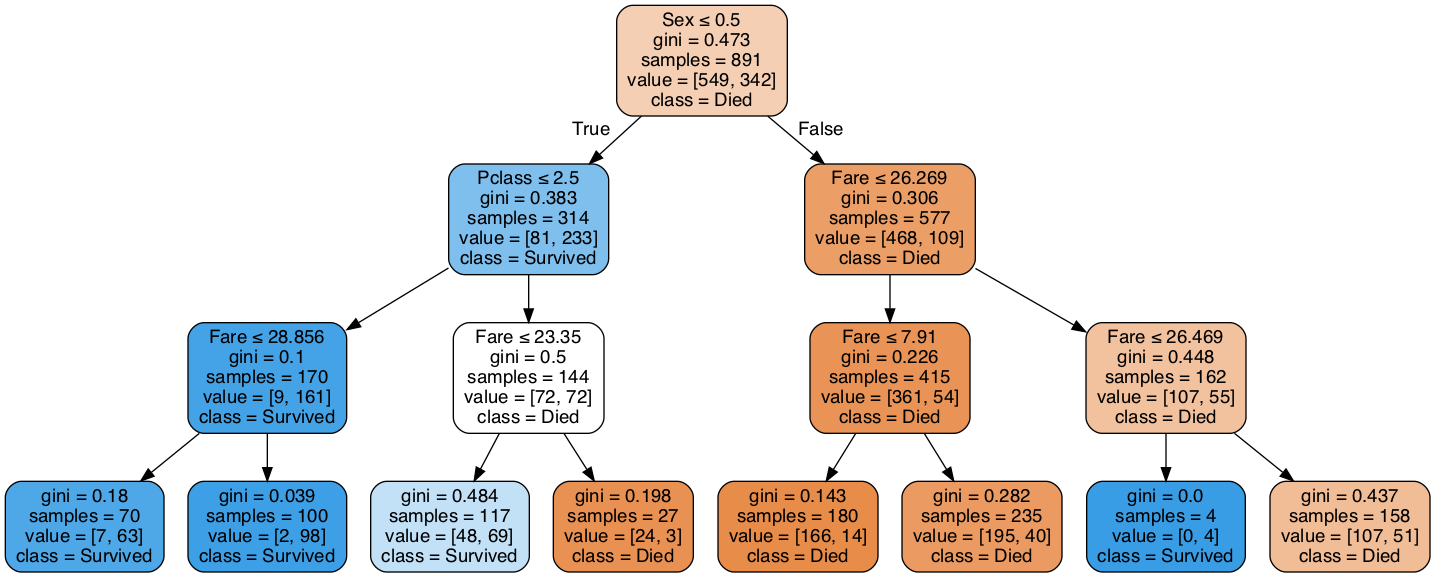 Sex ≤ 0.5
gini = 0.473
samples = 891
value = [549, 342]
class = Died
True
False
Pclass ≤ 2.5
gini = 0.383
samples = 314
value = [81, 233]
class = Survived
Fare ≤ 26.269
gini = 0.306
samples = 577
value = [468, 109]
class = Died
Fare ≤ 28.856
gini = 0.1
samples = 170
value = [9, 161]
class = Survived
Fare ≤ 23.35
gini = 0.5
samples = 144
value = [72, 72]
class = Died
Fare ≤ 7.91
gini = 0.226
samples = 415
value = [361, 54]
class = Died
Fare ≤ 26.469
gini = 0.448
samples = 162
value = [107, 55]
class = Died
gini = 0.18
samples = 70
value = [7, 63]
class = Survived
gini = 0.039
samples = 100
value = [2, 98]
class = Survived
gini = 0.484
samples = 117
value = [48, 69]
class = Survived
gini = 0.198
samples = 27
value = [24, 3]
class = Died
gini = 0.143
samples = 180
value = [166, 14]
class = Died
gini = 0.282
samples = 235
value = [195, 40]
class = Died
gini = 0.0
samples = 4
value = [0, 4]
class = Survived
gini = 0.437
samples = 158
value = [107, 51]
class = Died